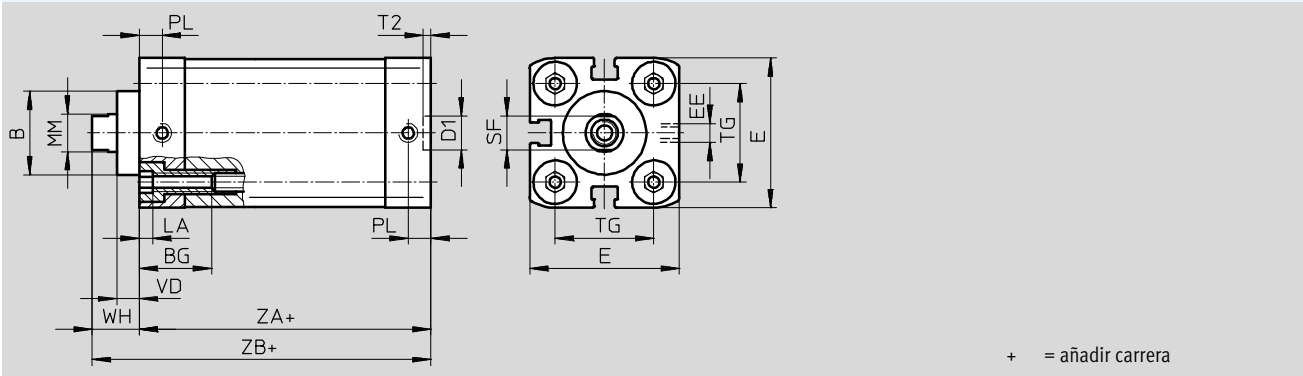 PL
T2
B
MM
D1
SF
EE
TG
E
LA
PL
BG
TG
VD
E
WH
ZA+
ZB+
+ = añadir carrera